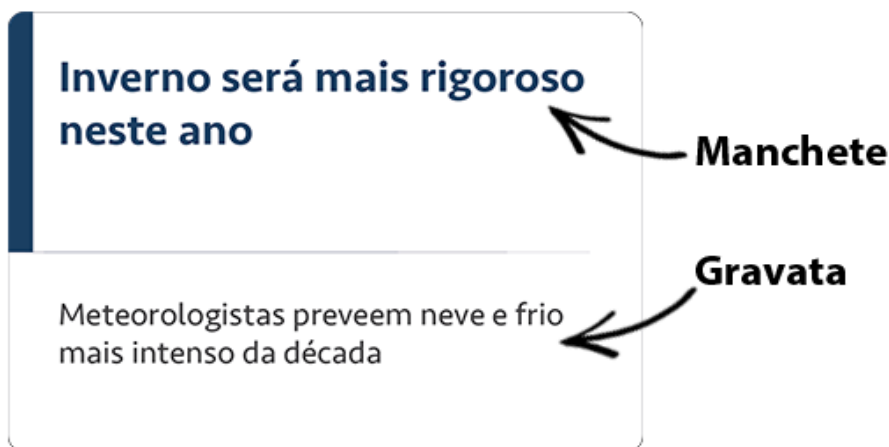 Inverno será mais rigoroso
neste ano
Manchete
Gravata
Meteorologistas preveem neve e frio
mais intenso da década